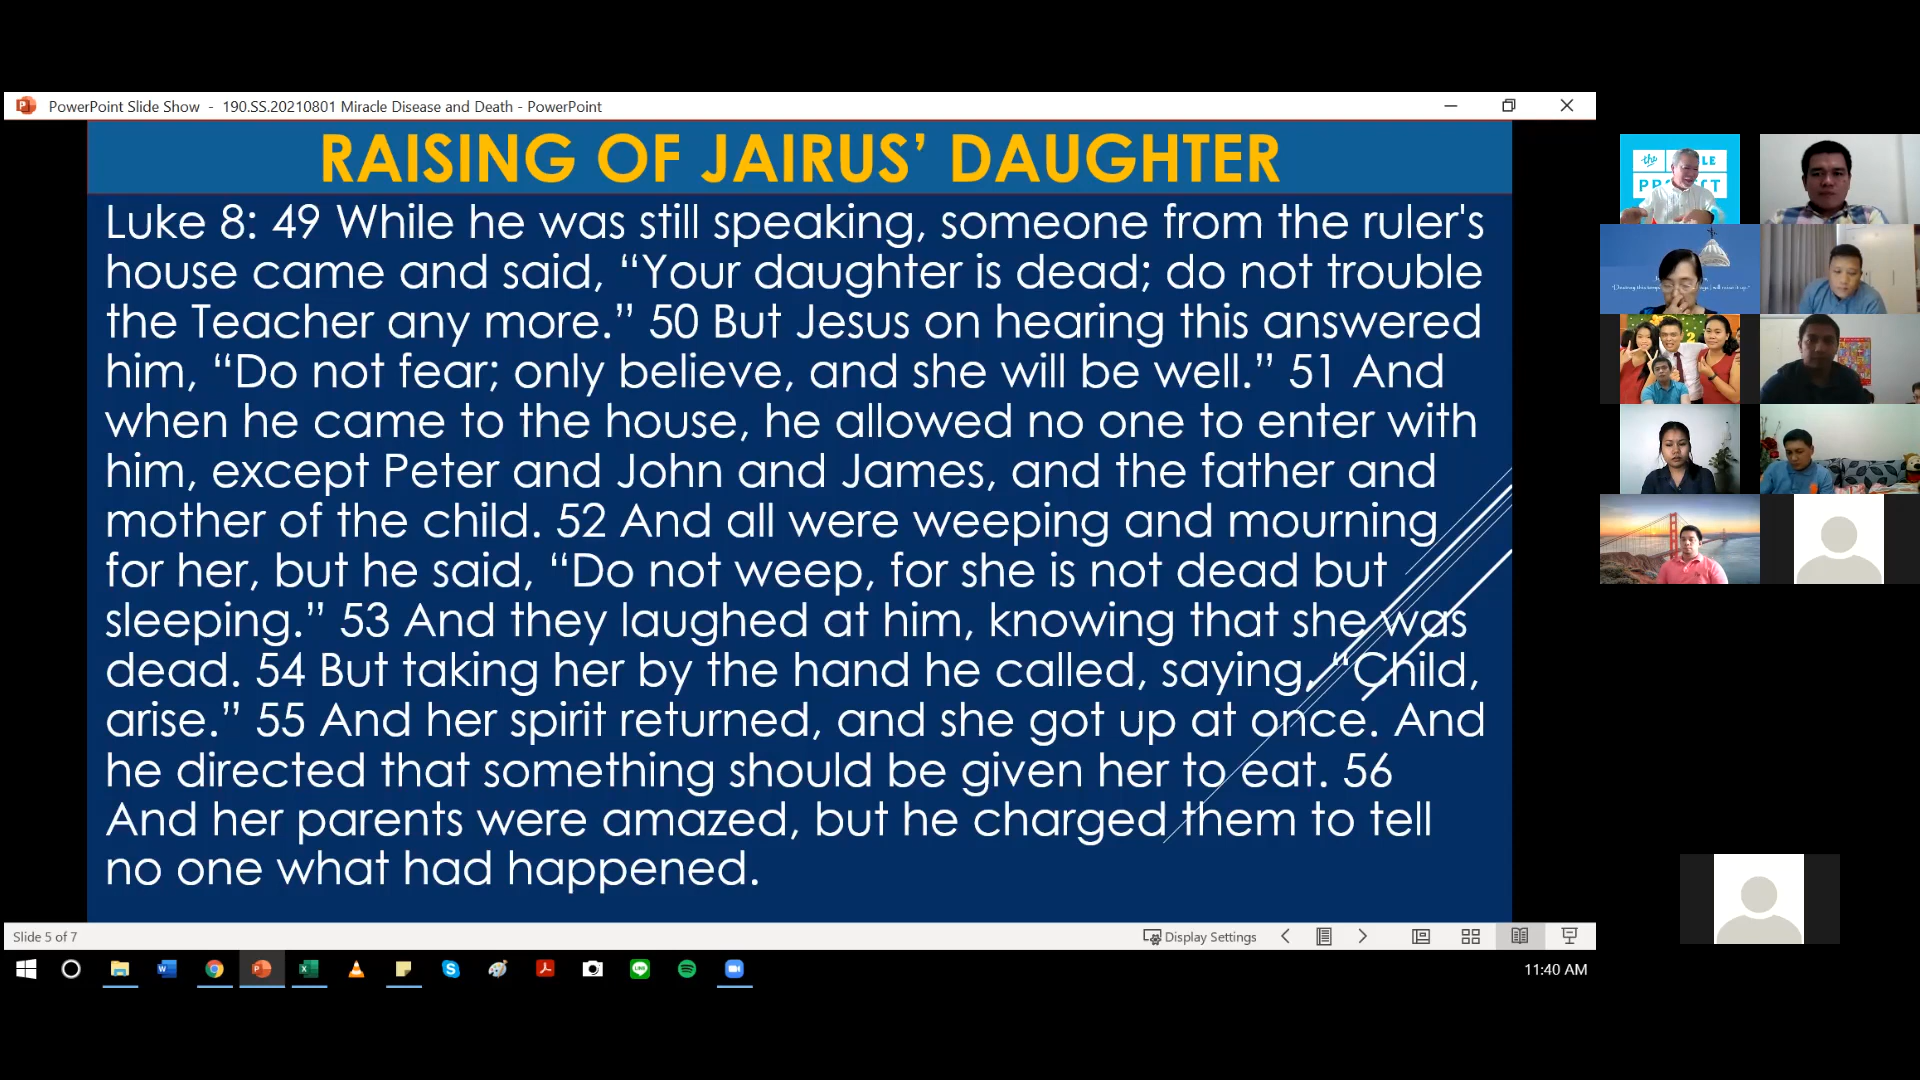 PowerPoint Slide Show - 190.SS.20210801 Miracle Disease and Death - PowerPoint
RAISING OF JAIRUS’ DAUGHTER
Luke 8: 49 While he was still speaking, someone from the ruler's
house came and said, “Your daughter is dead; do not trouble
the Teacher any more.” 50 But Jesus on hearing this answered
him, “Do not fear; only believe, and she will be well.” 51 And
when he came to the house, he allowed no one to enter with
him, except Peter and John and James, and the father and
mother of the child. 52 And all were weeping and mourning
for her, but he said, “Do not weep, for she is not dead but
sleeping.” 53 And they laughed at him, knowing that she was
dead. 54 But taking her by the hand he called, saying, “Child,
arise.” 55 And her spirit returned, and she got up at once. And
he directed that something should be given her to eat. 56
And her parents were amazed, but he charged them to tell
no one what had happened.
Slide 5 of 7
Display Settings
11:40 AM
the